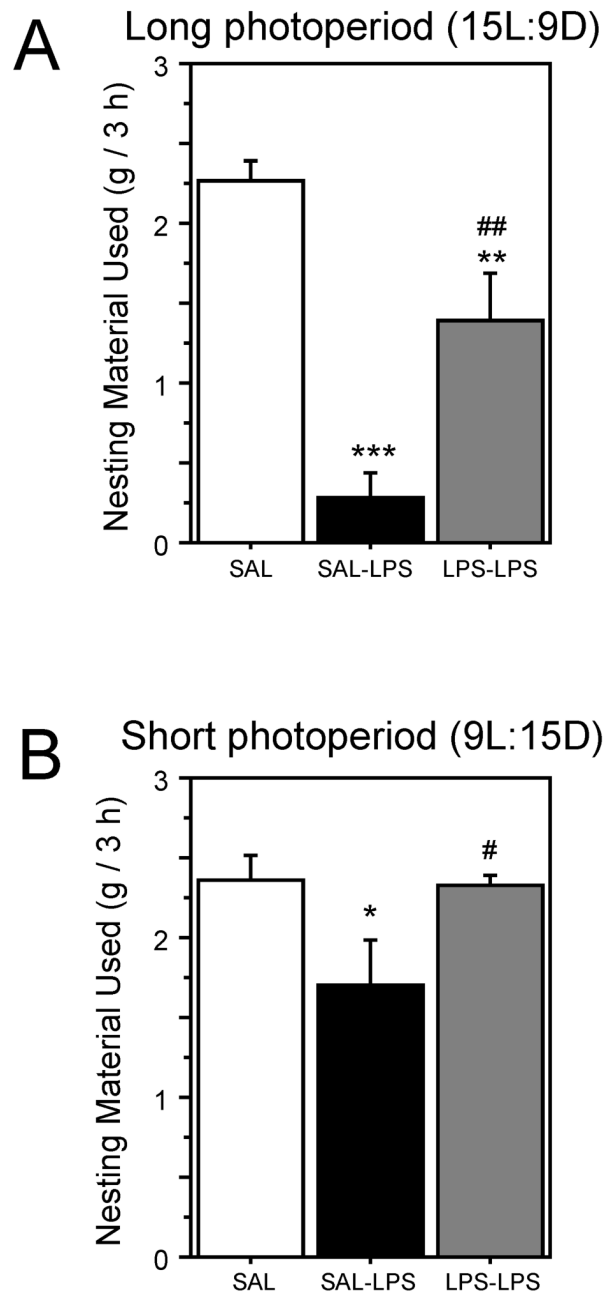 A
Long photoperiod (15L:9D)
Nesting Material Used (g / 3 h)
3
2
1
0
***
##
**
SAL
SAL-LPS
LPS-LPS
B
Short photoperiod (9L:15D)
Nesting Material Used (g / 3 h)
3
2
1
0
*
#
SAL
SAL-LPS
LPS-LPS